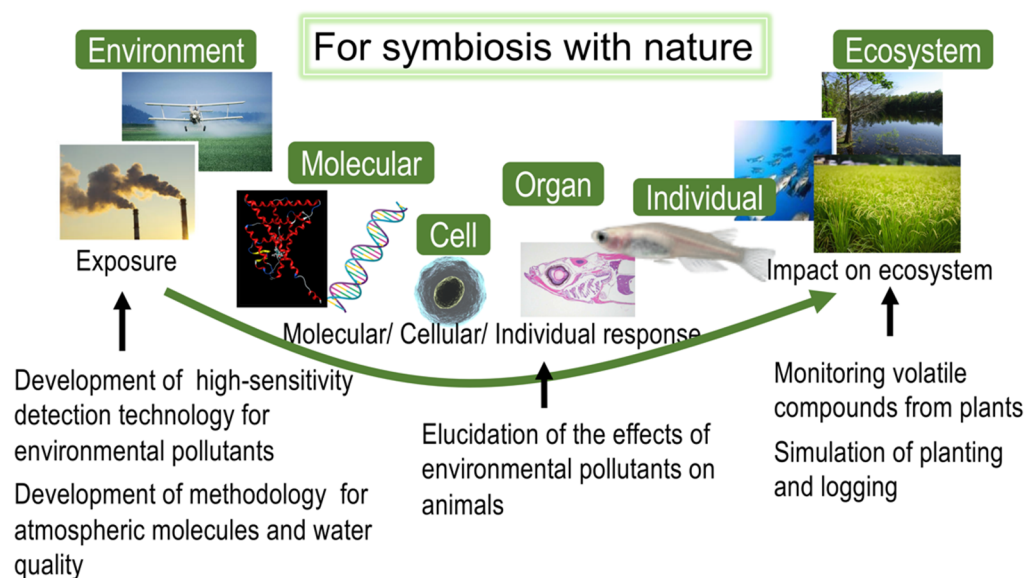 For symbiosis with nature
Environment
Ecosystem
Molecular
Organ
Individual
Cell
Exposure
Impact on ecosystem
Molecular/ Cellular/ Individual response
Development of high-sensitivity
detection technology for
environmental pollutants
Development of methodology for
atmospheric molecules and water
quality
Elucidation of the effects of
environmental pollutants on
animals
Monitoring volatile
compounds from plants
Simulation of planting
and logging